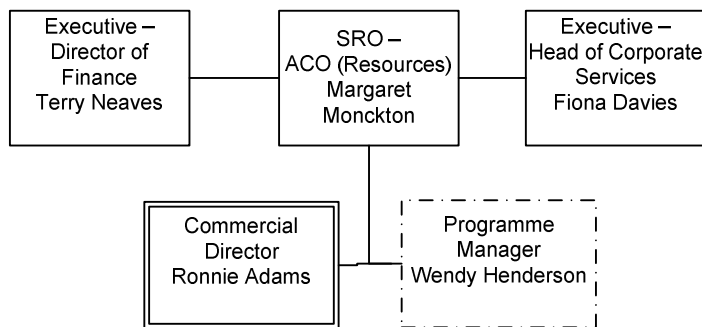 Executive –
Director of
Finance
Terry Neaves
SRO –
ACO (Resources)
Margaret
Monckton
Executive –
Head of Corporate
Services
Fiona Davies
Commercial
Director
Ronnie Adams
Programme
Manager
Wendy Henderson